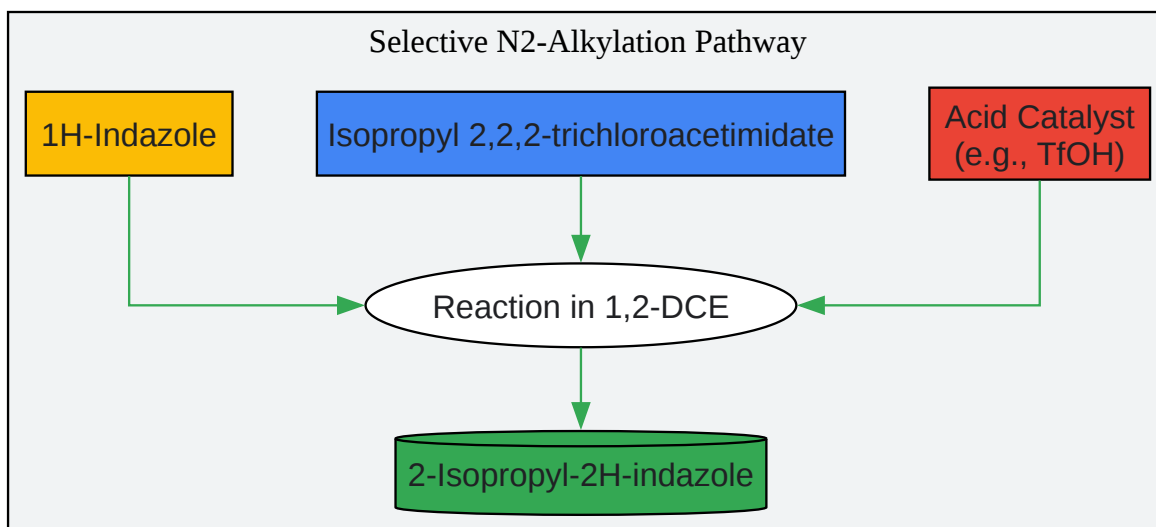 Selective N2-Alkylation Pathway
1H-Indazole
Isopropyl 2,2,2-trichloroacetimidate
Acid Catalyst
(e.g., TfOH)
Reaction in 1,2-DCE
2-Isopropyl-2H-indazole